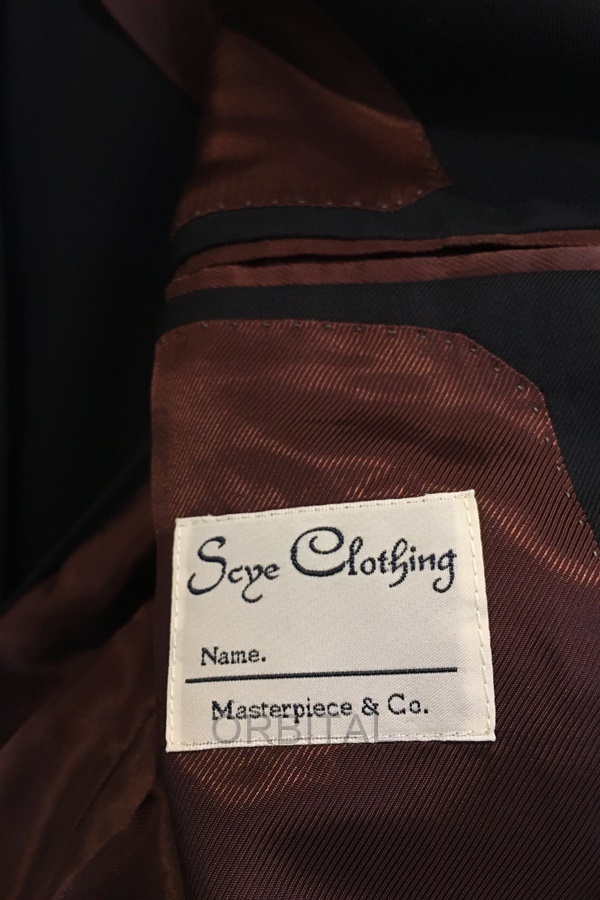 Scye Clothing
Name.
Masterpiece & Co.
ORBITAL